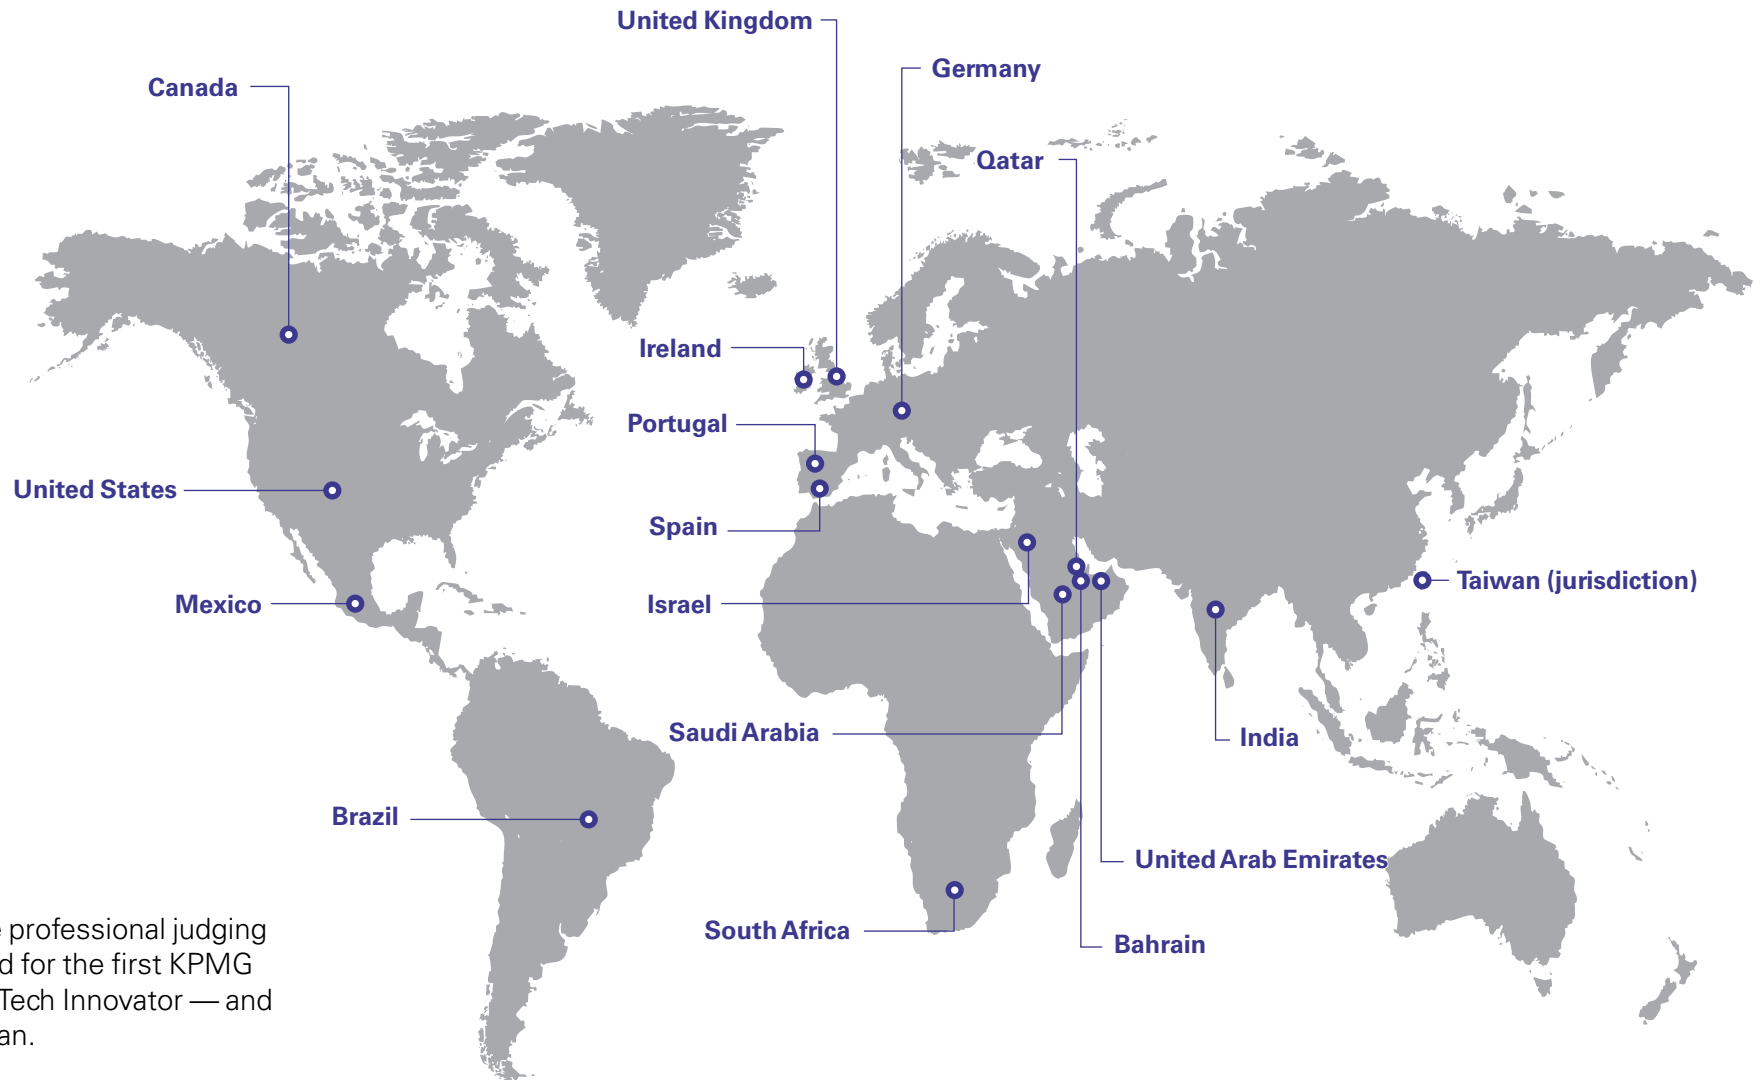 United Kingdom
Germany
Canada
Qatar
Ireland
Portugal
United States
Spain
Taiwan (jurisdiction)
Mexico
Israel
Saudi Arabia
India
Brazil
United Arab Emirates
South Africa
Bahrain
professional judging
for the first KPMG
Tech Innovator — and